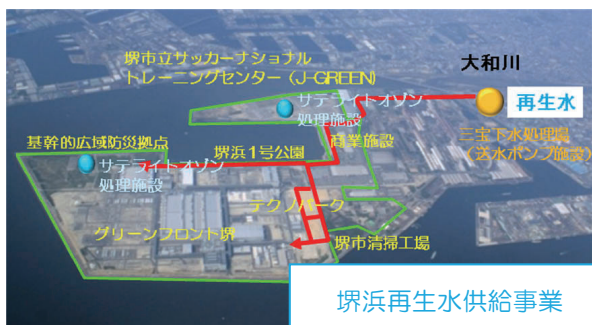 堺市立サッカーナショナル
トレーニングセンター（J-GREEN）
大和川
サテライトオゾン
処理施設
再生水
三宝下水処理場
（送水ポンプ施設）
基幹的広域防災拠点
堺浜１号公園
商業施設
サテライトオゾン
処理施設
テクノパーク
グリーンフロント堺
堺市清掃工場
堺浜再生水供給事業